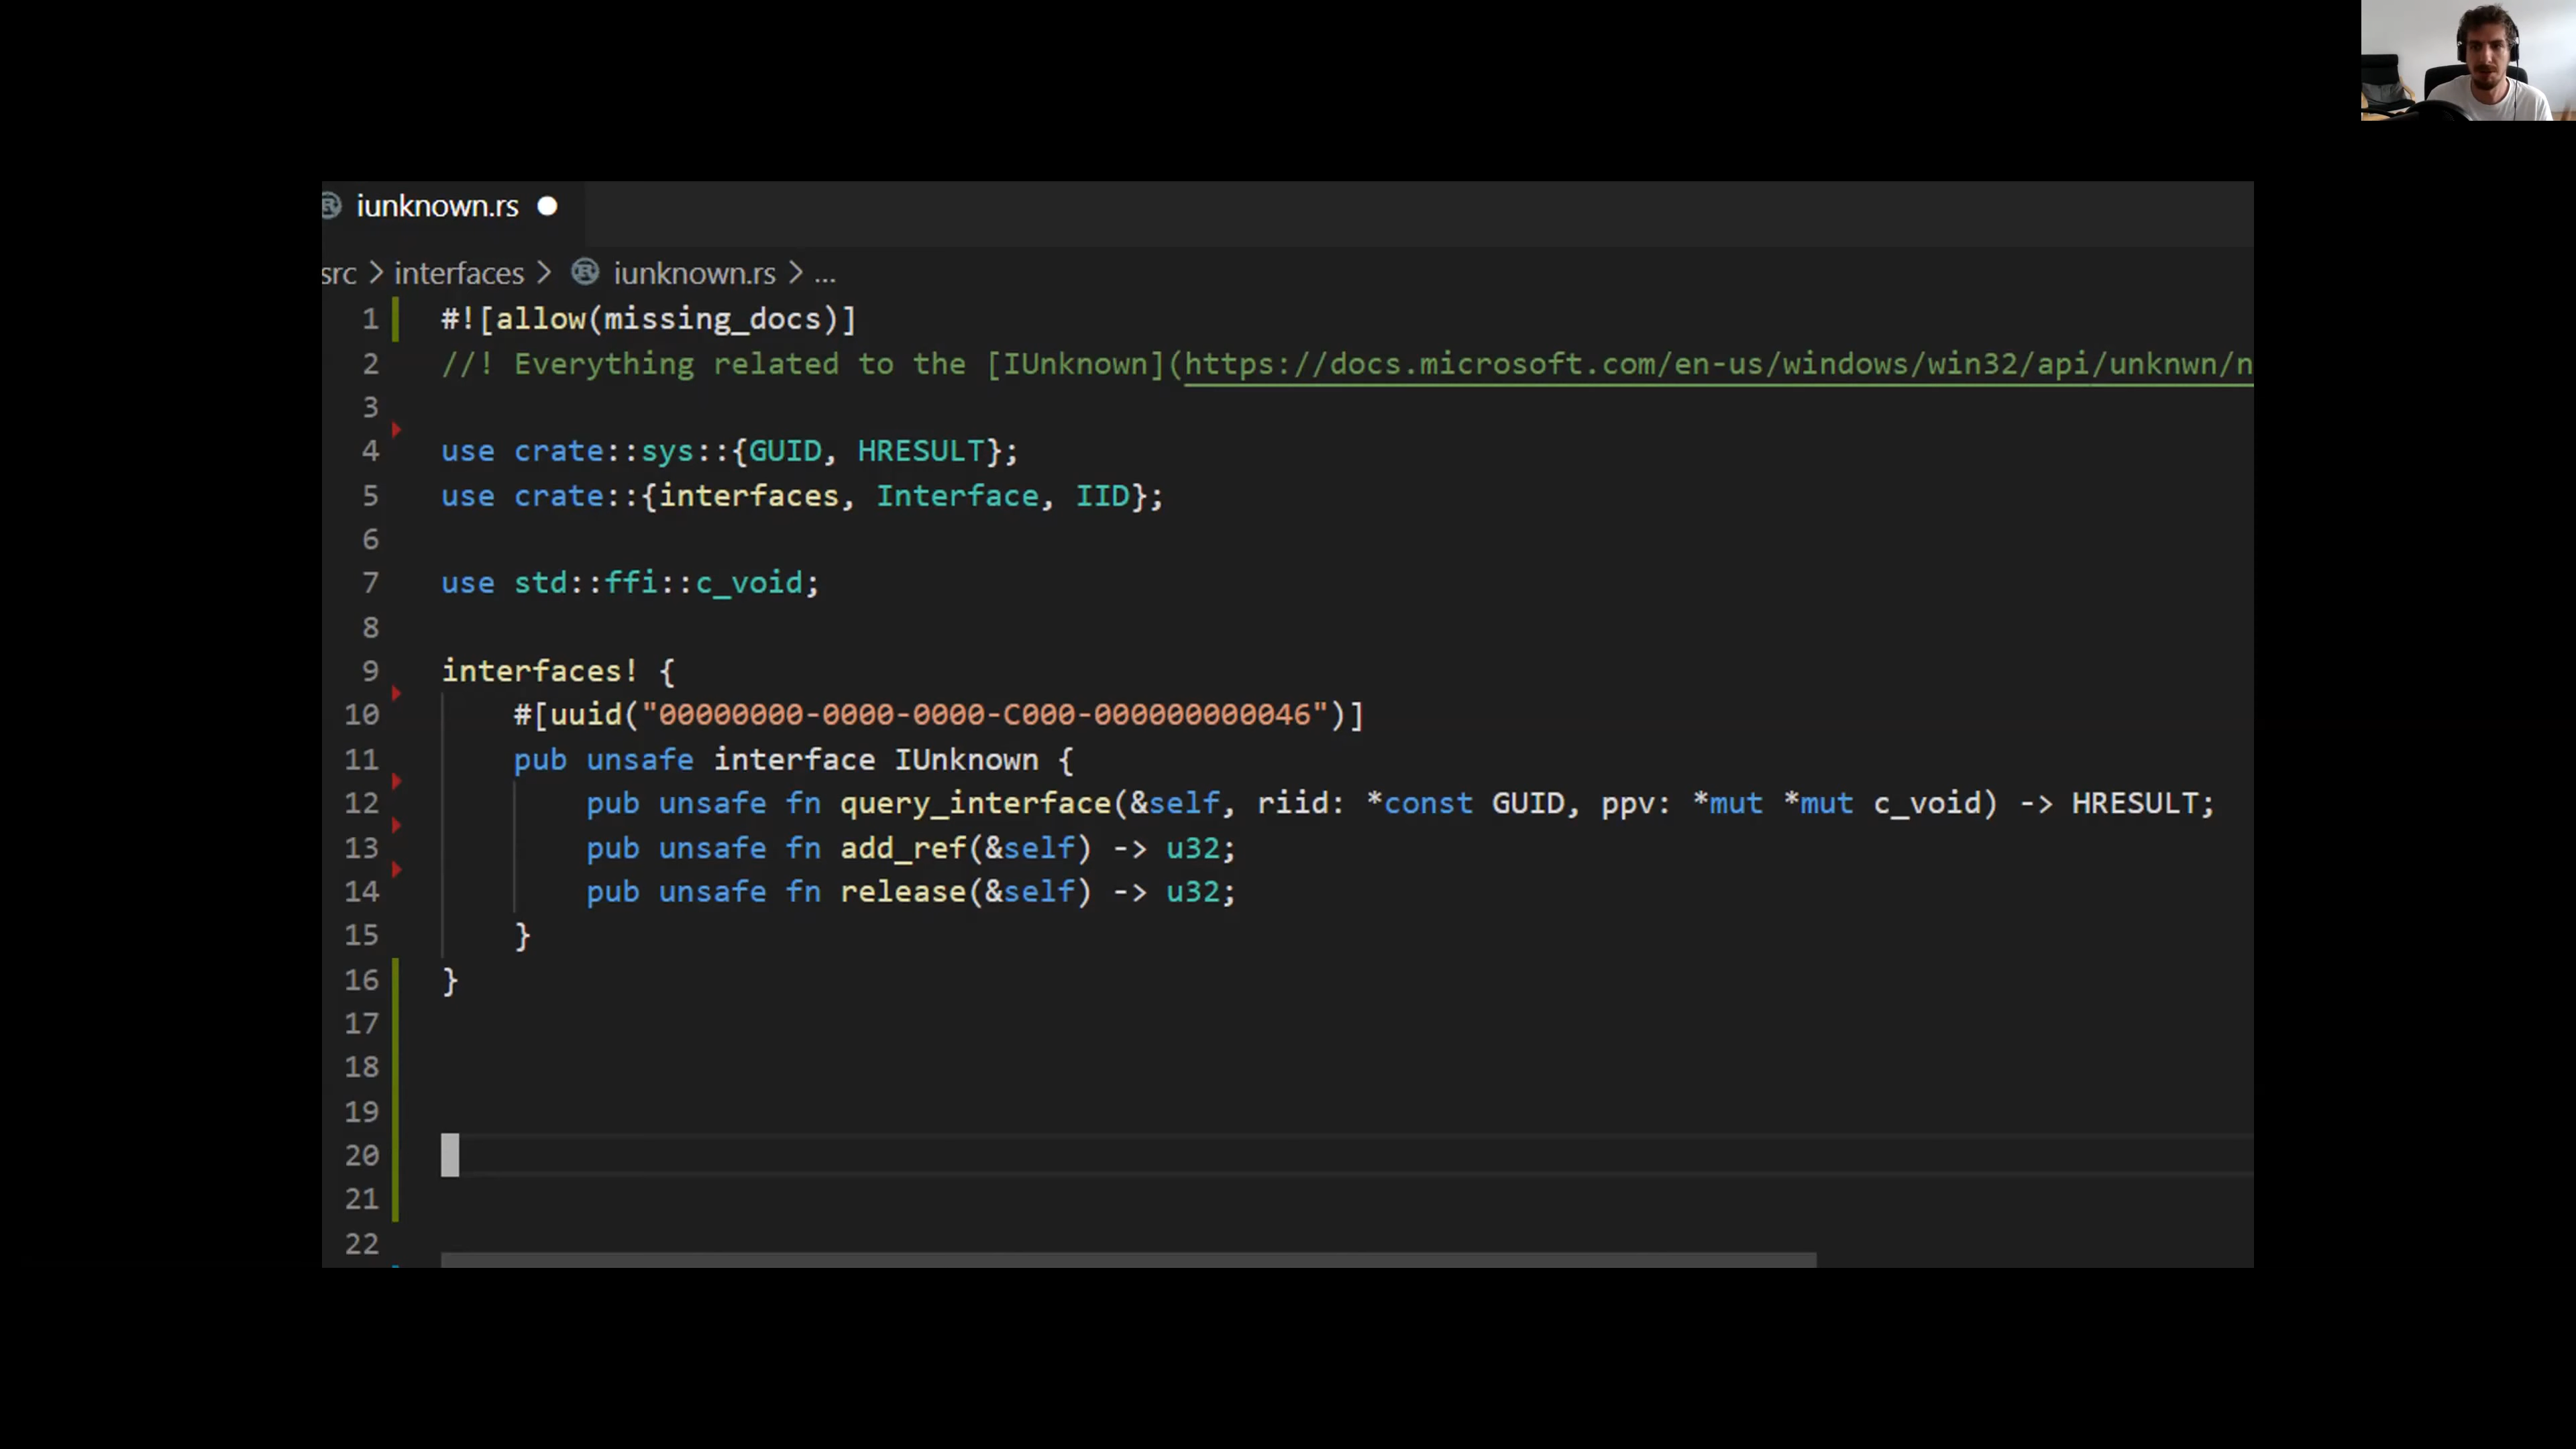 iunknown.rs
src > interfaces > iunknown.rs > ...
1 #![allow(missing_docs)]
2 //! Everything related to the [IUnknown](https://docs.microsoft.com/en-us/windows/win32/api/unknwn/n
3
4 use crate::sys::{GUID, HRESULT};
5 use crate::{interfaces, Interface, IID};
6
7 use std::ffi::c_void;
8
9 interfaces! {
10 #[uuid("00000000-0000-0000-C000-000000000046")]
11 pub unsafe interface IUnknown {
12 pub unsafe fn query_interface(&self, riid: *const GUID, ppv: *mut *mut c_void) -> HRESULT;
13 pub unsafe fn add_ref(&self) -> u32;
14 pub unsafe fn release(&self) -> u32;
15 }
16 }
17
18
19
20
21
22